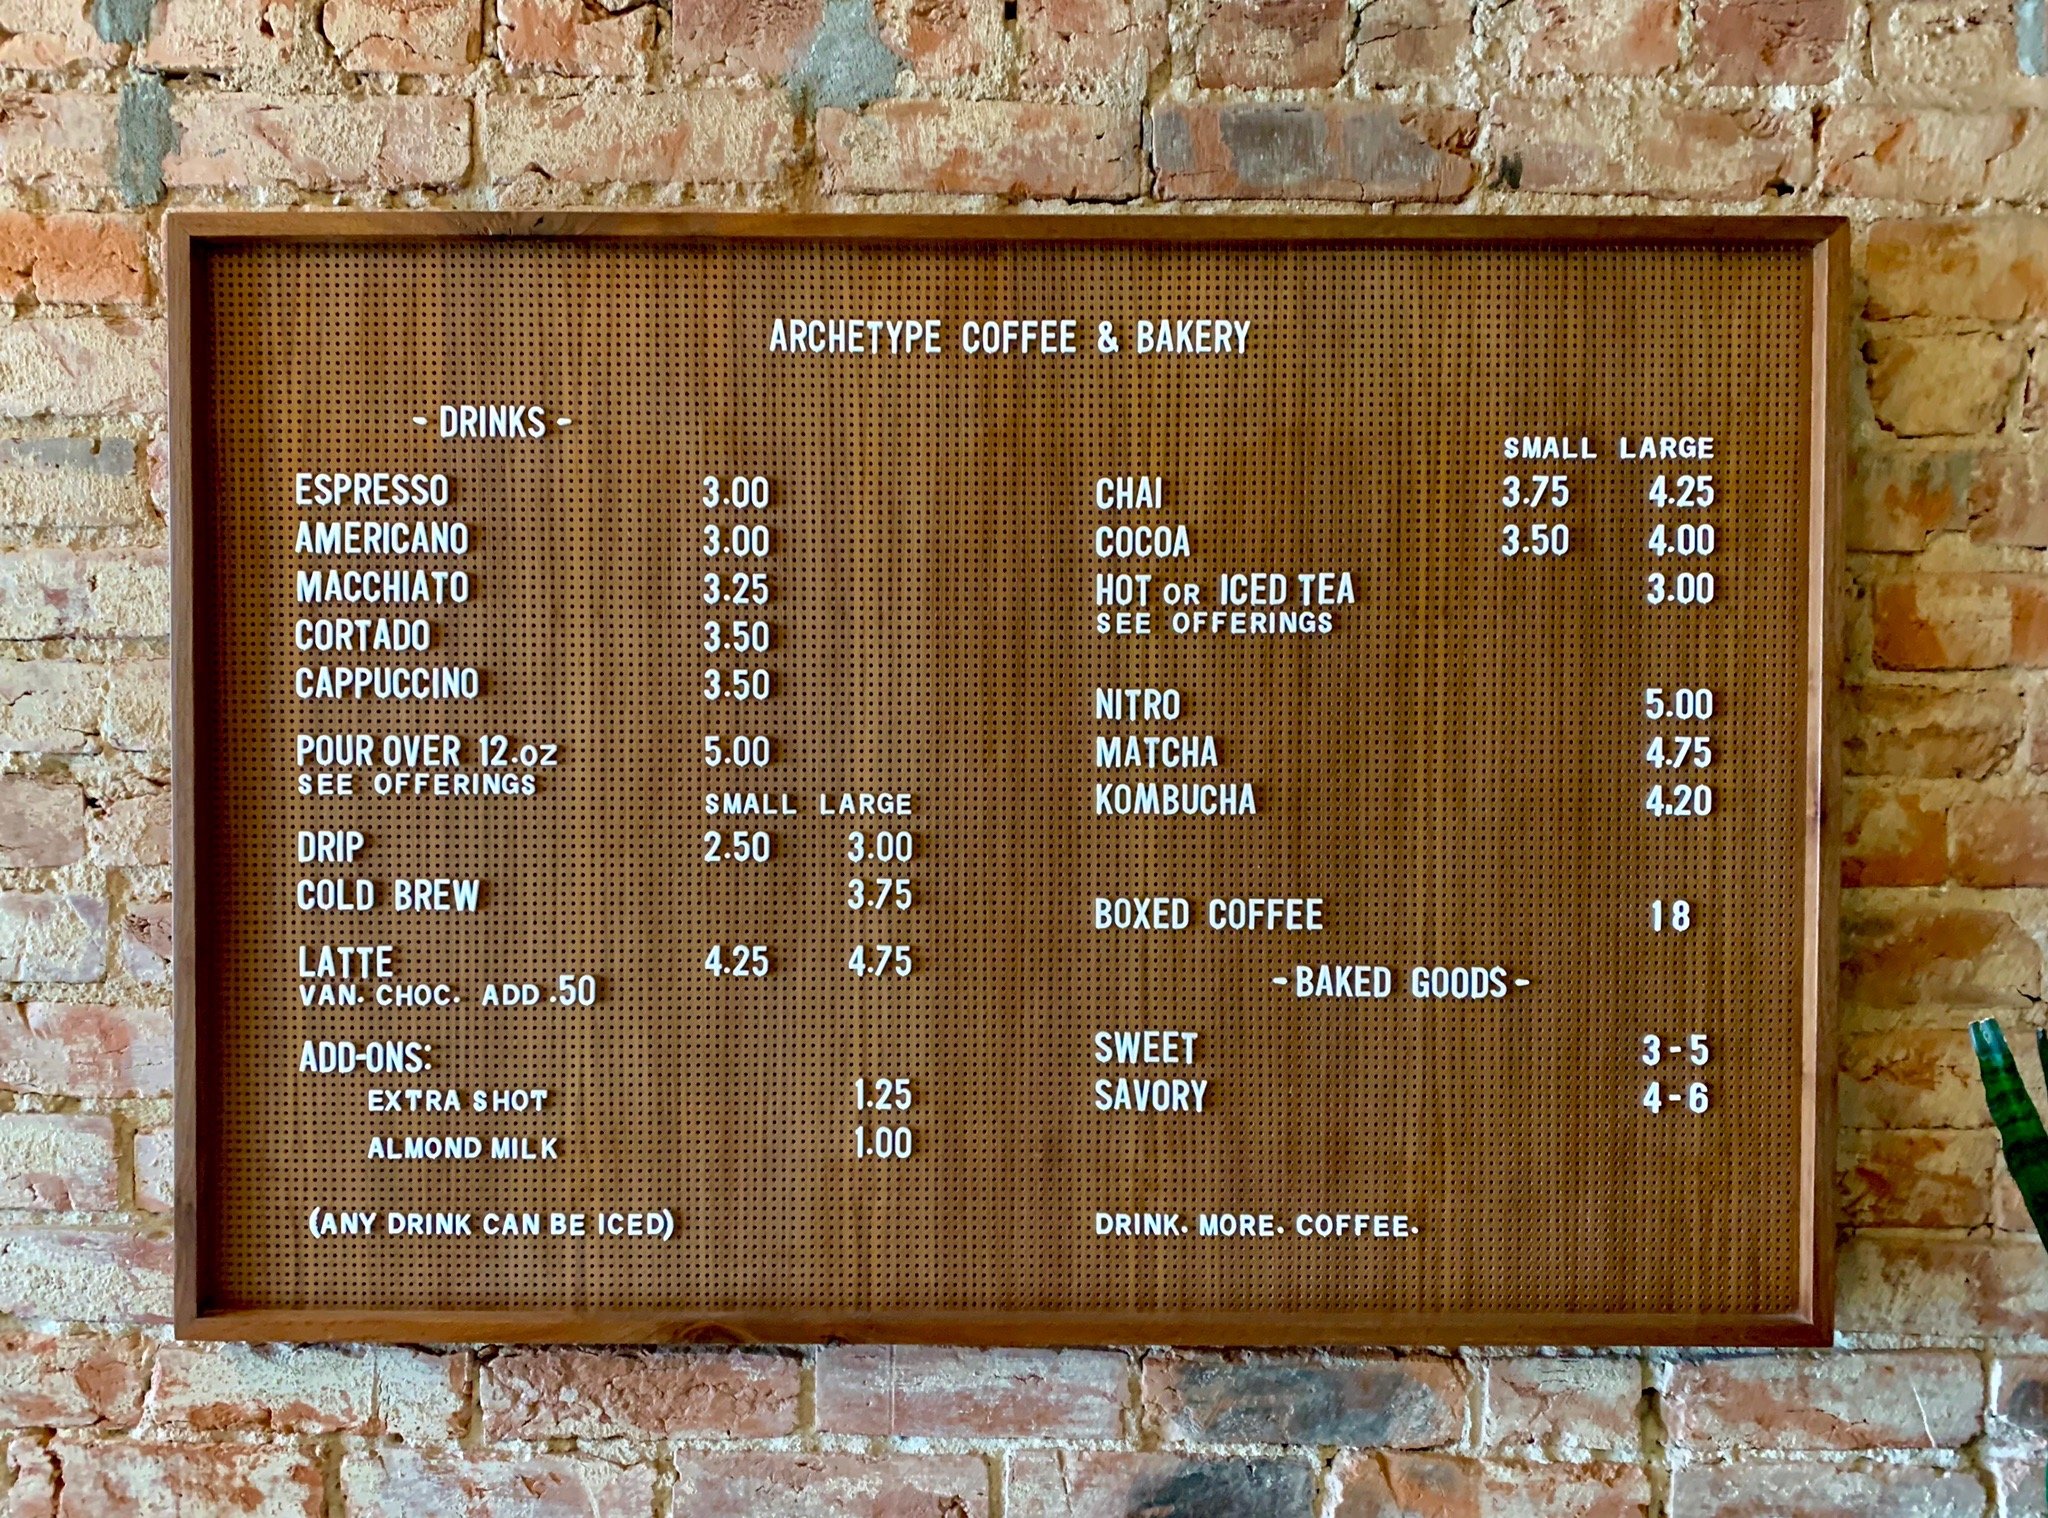 ARCHETYPE COFFEE & BAKERY
- DRINKS -
ESPRESSO 3.00
AMERICANO 3.00
MACCHIATO 3.25
CORTADO 3.50
CAPPUCCINO 3.50
POUR OVER 12.oz 5.00
SEE OFFERINGS
SMALL LARGE
DRIP 2.50 3.00
COLD BREW 3.75
LATTE 4.25 4.75
VAN. CHOC. ADD .50
ADD-ONS:
EXTRA SHOT 1.25
ALMOND MILK 1.00
(ANY DRINK CAN BE ICED)
SMALL LARGE
CHAI 3.75 4.25
COCOA 3.50 4.00
HOT OR ICED TEA 3.00
SEE OFFERINGS
NITRO 5.00
MATCHA 4.75
KOMBUCHA 4.20
BOXED COFFEE 18
- BAKED GOODS -
SWEET 3 - 5
SAVORY 4 - 6
DRINK. MORE. COFFEE.